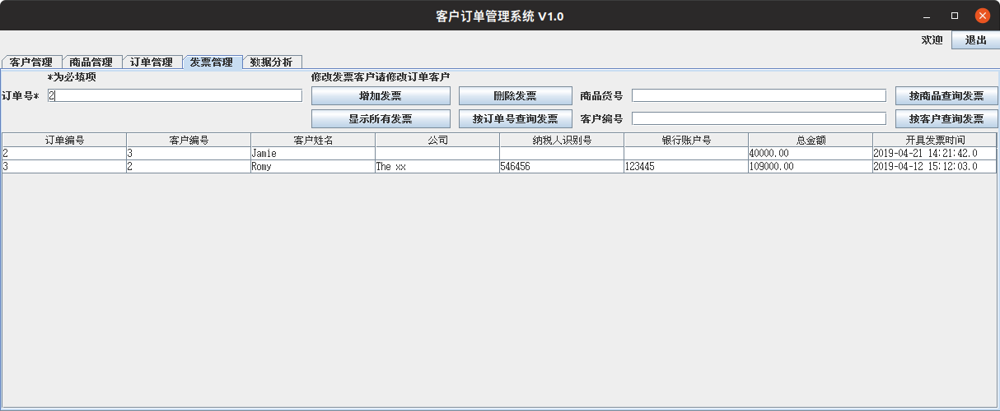 客户订单管理系统 V1.0
欢迎 退出
客户管理 商品管理 订单管理 发票管理 数据分析
*为必填项 修改发票客户请修改订单客户
订单号* 2 增加发票 删除发票 商品货号 按商品查询发票
显示所有发票 按订单号查询发票 客户编号 按客户查询发票
订单编号 客户编号 客户姓名 公司 纳税人识别号 银行账户号 总金额 开具发票时间
2 3 Jamie 40000.00 2019-04-21 14:21:42.0
3 2 Romy The xx 546456 123445 109000.00 2019-04-12 15:12:03.0